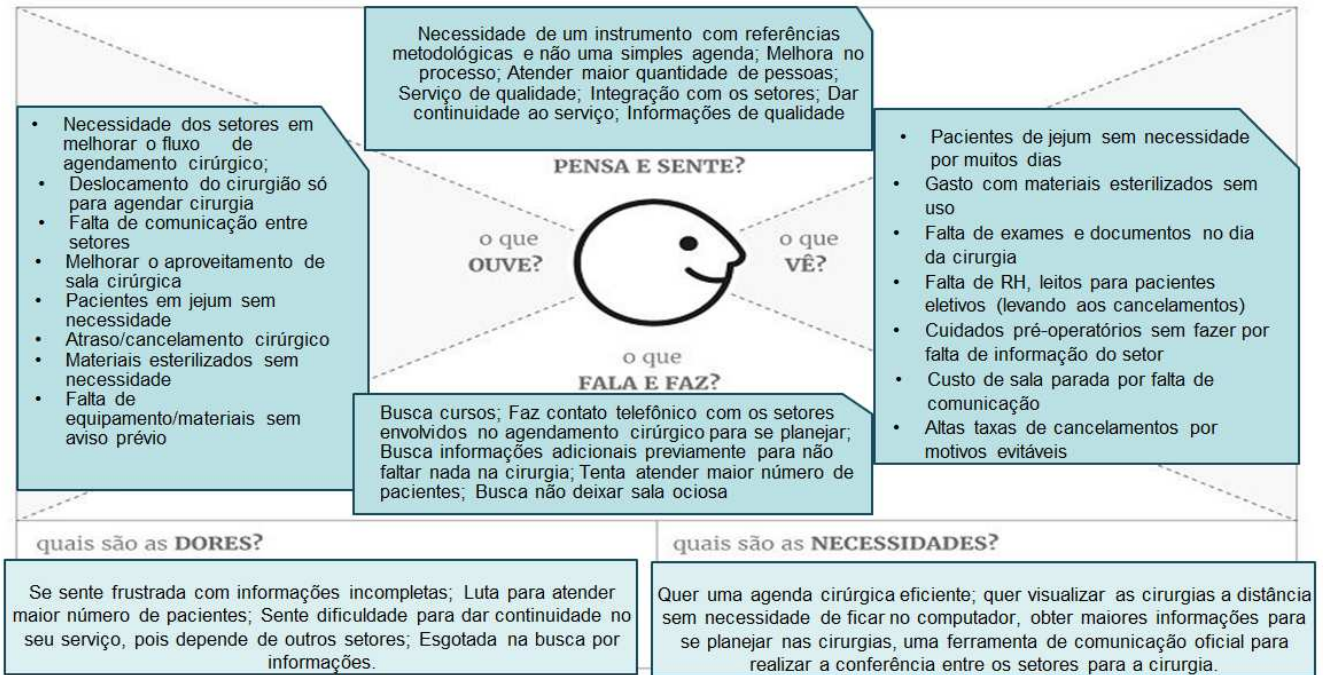 Necessidade de um instrumento com referências
metodológicas e não uma simples agenda; Melhora no
processo; Atender maior quantidade de pessoas;
Serviço de qualidade; Integração com os setores; Dar
continuidade ao serviço; Informações de qualidade
PENSA E SENTE?
• Necessidade dos setores em
melhorar o fluxo de
agendamento cirúrgico;
• Deslocamento do cirurgião só
para agendar cirurgia
• Falta de comunicação entre
setores
• Melhorar o aproveitamento de
sala cirúrgica
• Pacientes em jejum sem
necessidade
• Atraso/cancelamento cirúrgico
• Materiais esterilizados sem
necessidade
• Falta de
equipamento/materiais sem
aviso prévio
o que
OUVE?
o que
VÊ?
• Pacientes de jejum sem necessidade
por muitos dias
• Gasto com materiais esterilizados sem
uso
• Falta de exames e documentos no dia
da cirurgia
• Falta de RH, leitos para pacientes
eletivos (levando aos cancelamentos)
• Cuidados pré-operatórios sem fazer por
falta de informação do setor
• Custo de sala parada por falta de
comunicação
• Altas taxas de cancelamentos por
motivos evitáveis
o que
FALA E FAZ?
Busca cursos; Faz contato telefônico com os setores
envolvidos no agendamento cirúrgico para se planejar;
Busca informações adicionais previamente para não
faltar nada na cirurgia; Tenta atender maior número de
pacientes; Busca não deixar sala ociosa
quais são as DORES?
Se sente frustrada com informações incompletas; Luta para atender
maior número de pacientes; Sente dificuldade para dar continuidade no
seu serviço, pois depende de outros setores; Esgotada na busca por
informações.
quais são as NECESSIDADES?
Quer uma agenda cirúrgica eficiente; quer visualizar as cirurgias a distância
sem necessidade de ficar no computador, obter maiores informações para
se planejar nas cirurgias, uma ferramenta de comunicação oficial para
realizar a conferência entre os setores para a cirurgia.